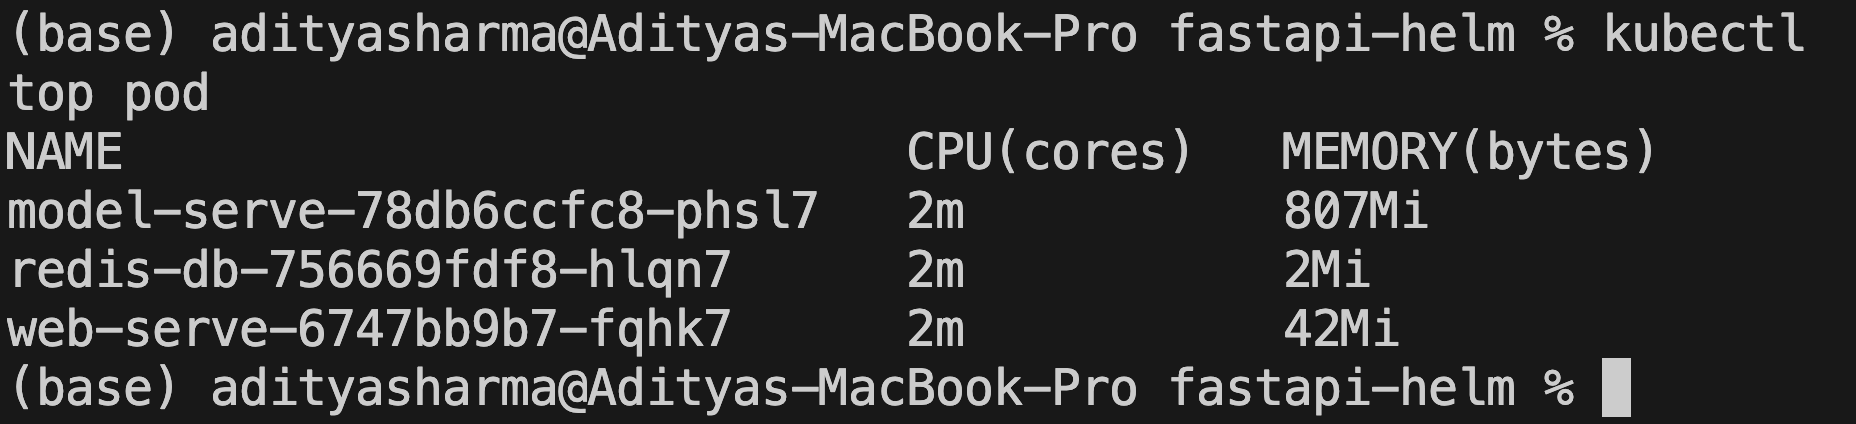 (base) adityasharma@Adityas-MacBook-Pro fastapi-helm % kubectl
top pod
NAME CPU(cores) MEMORY(bytes)
model-serve-78db6ccfc8-phsl7 2m 807Mi
redis-db-756669fdf8-hlqn7 2m 2Mi
web-serve-6747bb9b7-fqhk7 2m 42Mi
(base) adityasharma@Adityas-MacBook-Pro fastapi-helm %